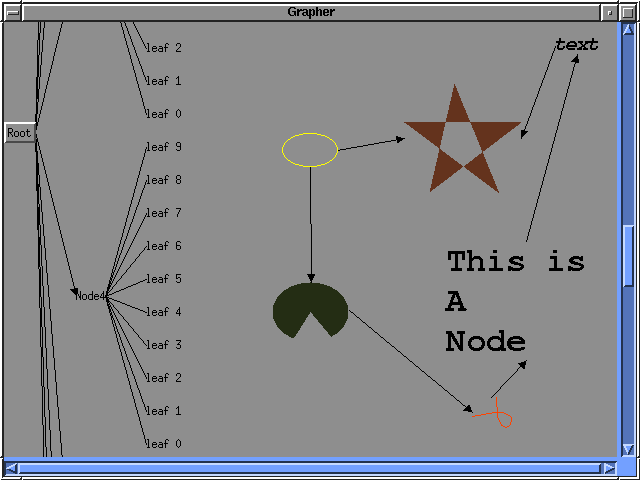 Grapher
leaf 2
leaf 1
leaf 0
Root
leaf 9
leaf 8
leaf 7
leaf 6
leaf 5
Node4
leaf 4
leaf 3
leaf 2
leaf 1
leaf 0
text
This is
A
Node